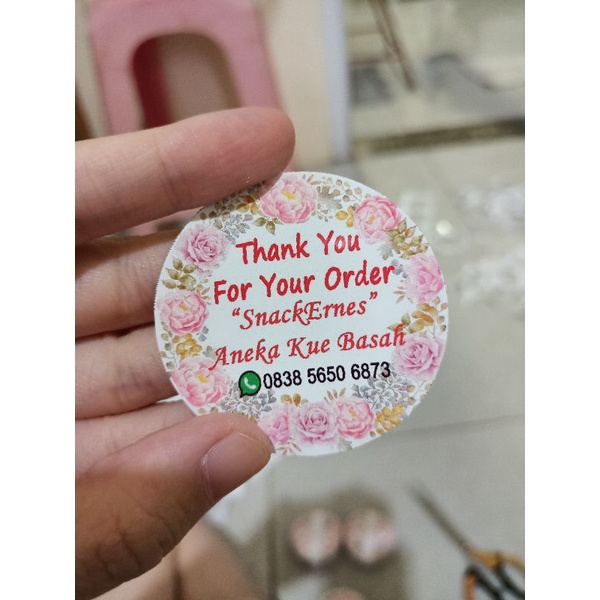 Thank You
For Your Order
“SnackErnes”
Aneka Kue Basah
0838 5650 6873